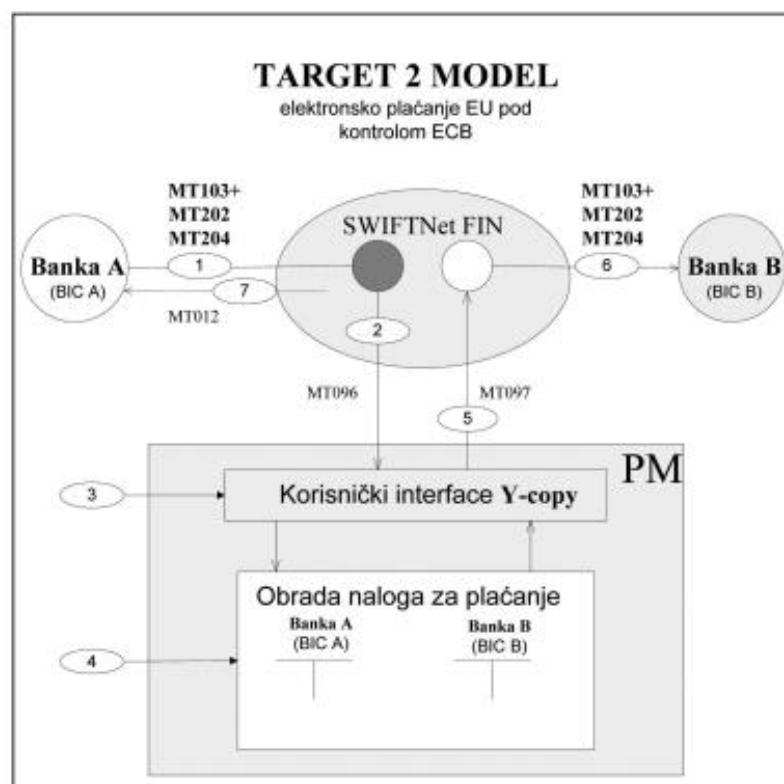 TARGET 2 MODEL
elektronsko plaćanje EU pod
kontrolom ECB
MT103+
MT202
MT204
MT103+
MT202
MT204
SWIFTNet FIN
Banka A
(BIC A)
1
6
Banka B
(BIC B)
7
MT012
2
MT096
MT097
5
PM
3
Korisnički interface Y-copy
Obrada naloga za plaćanje
Banka A
(BIC A)
Banka B
(BIC B)
4